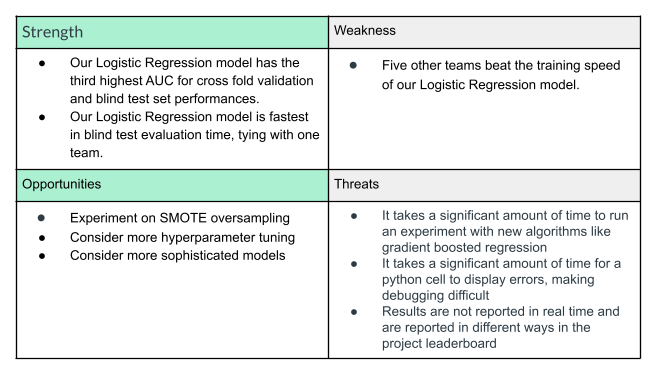 Strength
Our Logistic Regression model has the
third highest AUC for cross fold validation
and blind test set performances.
Our Logistic Regression model is fastest
in blind test evaluation time, tying with one
team.
Weakness
Five other teams beat the training speed
of our Logistic Regression model.
Opportunities
Experiment on SMOTE oversampling
Consider more hyperparameter tuning
Consider more sophisticated models
Threats
It takes a significant amount of time to run
an experiment with new algorithms like
gradient boosted regression
It takes a significant amount of time for a
python cell to display errors, making
debugging difficult
Results are not reported in real time and
are reported in different ways in the
project leaderboard